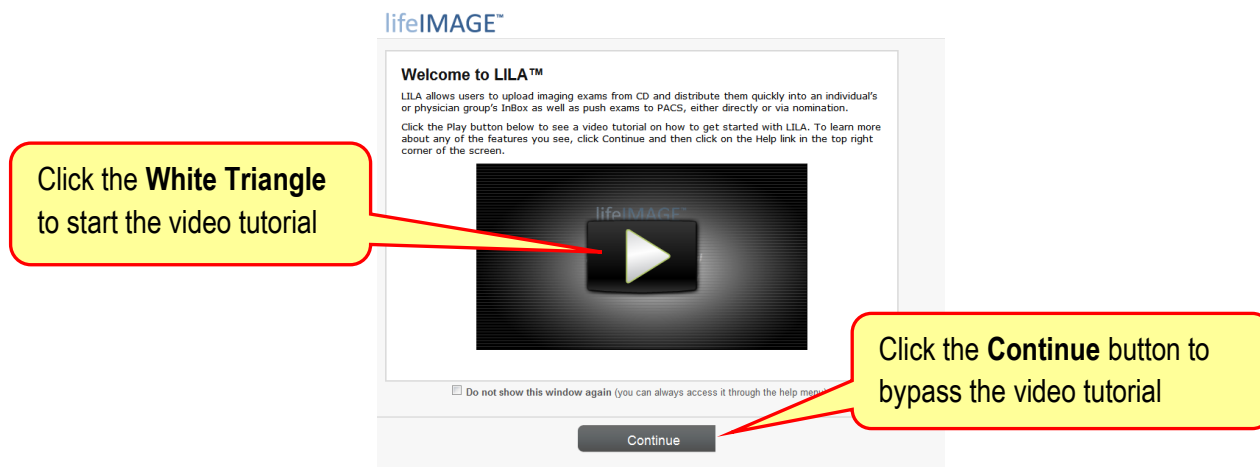 lifeIMAGE™
Welcome to LILA™
LILA allows users to upload imaging exams from CD and distribute them quickly into an individual's
or physician group's InBox as well as push exams to PACS, either directly or via nomination.
Click the Play button below to see a video tutorial on how to get started with LILA. To learn more
about any of the features you see, click Continue and then click on the Help link in the top right
corner of the screen.
Click the White Triangle
to start the video tutorial
lifeIMAGE
Do not show this window again (you can always access it through the help menu)
Click the Continue button to
bypass the video tutorial
Continue